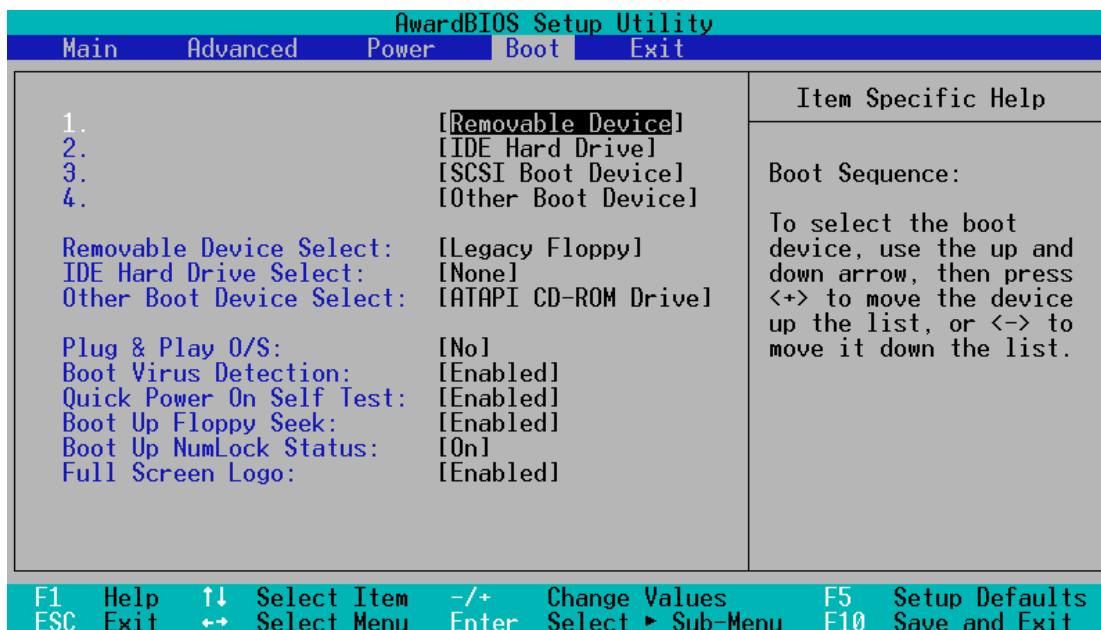 AwardBIOS Setup Utility
Main Advanced Power Boot Exit
1. [Removable Device]
2. [IDE Hard Drive]
3. [SCSI Boot Device]
4. [Other Boot Device]
Removable Device Select: [Legacy Floppy]
IDE Hard Drive Select: [None]
Other Boot Device Select: [ATAPI CD-ROM Drive]
Plug & Play O/S: [No]
Boot Virus Detection: [Enabled]
Quick Power On Self Test: [Enabled]
Boot Up Floppy Seek: [Enabled]
Boot Up NumLock Status: [On]
Full Screen Logo: [Enabled]
Item Specific Help
Boot Sequence:
To select the boot
device, use the up and
down arrow, then press
<+> to move the device
up the list, or <-> to
move it down the list.
F1 Help ↑↓ Select Item -/+ Change Values F5 Setup Defaults
ESC Exit ←→ Select Menu Enter Select ► Sub-Menu F10 Save and Exit